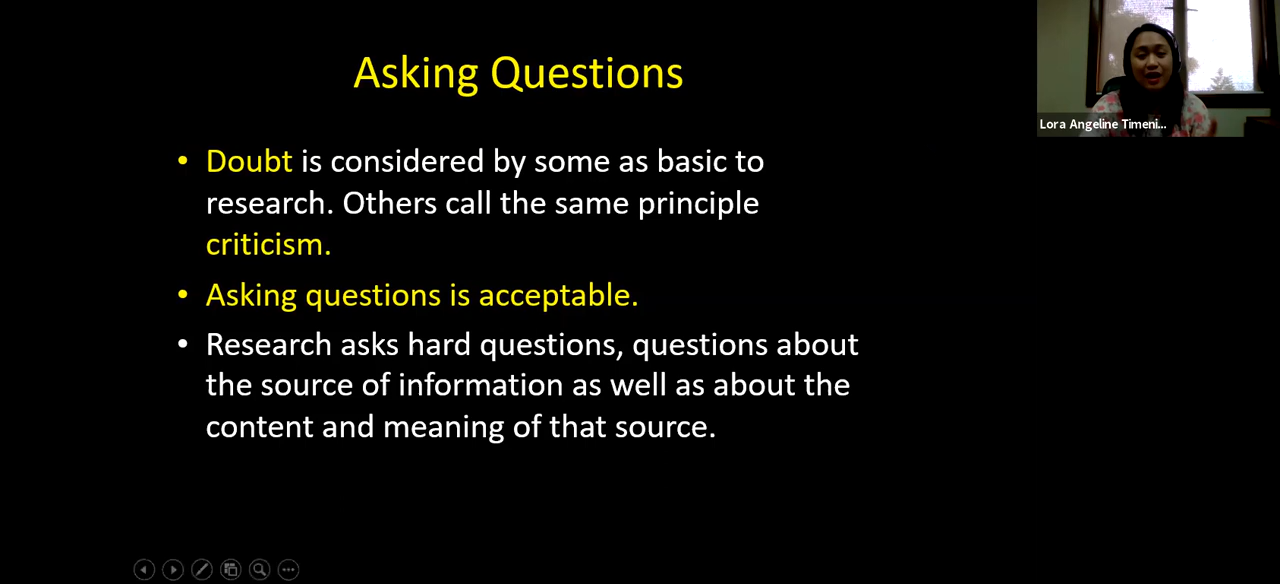 Asking Questions
Lora Angeline Timeni...
• Doubt is considered by some as basic to
research. Others call the same principle
criticism.
• Asking questions is acceptable.
• Research asks hard questions, questions about
the source of information as well as about the
content and meaning of that source.